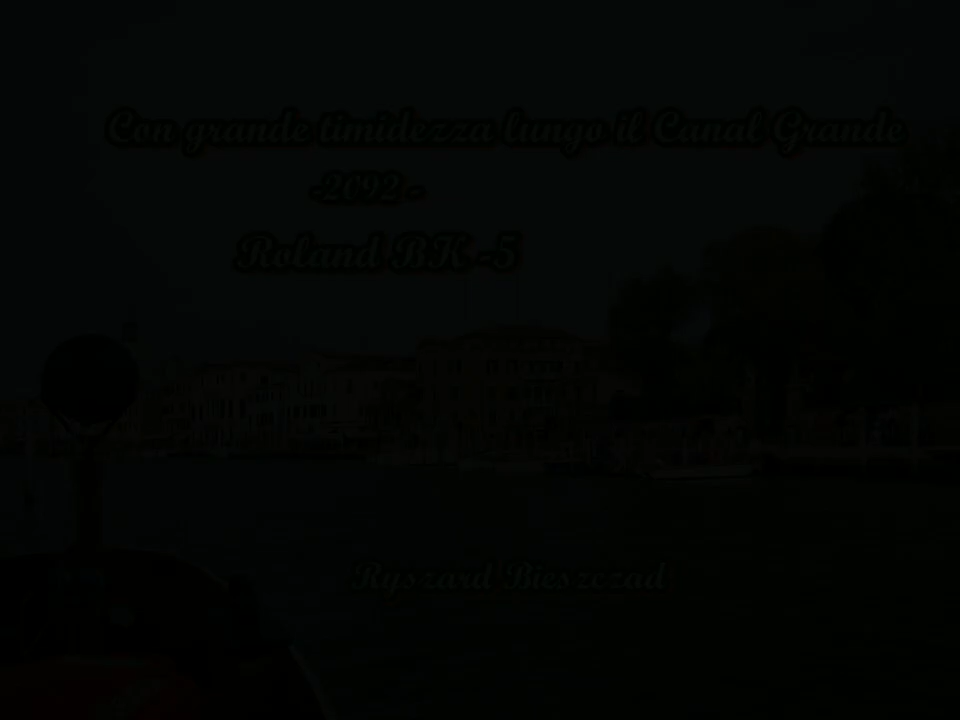 Con grande timidezza lungo il Canal Grande
-2092 -
Roland BK -5
Ryszard Bieszczad